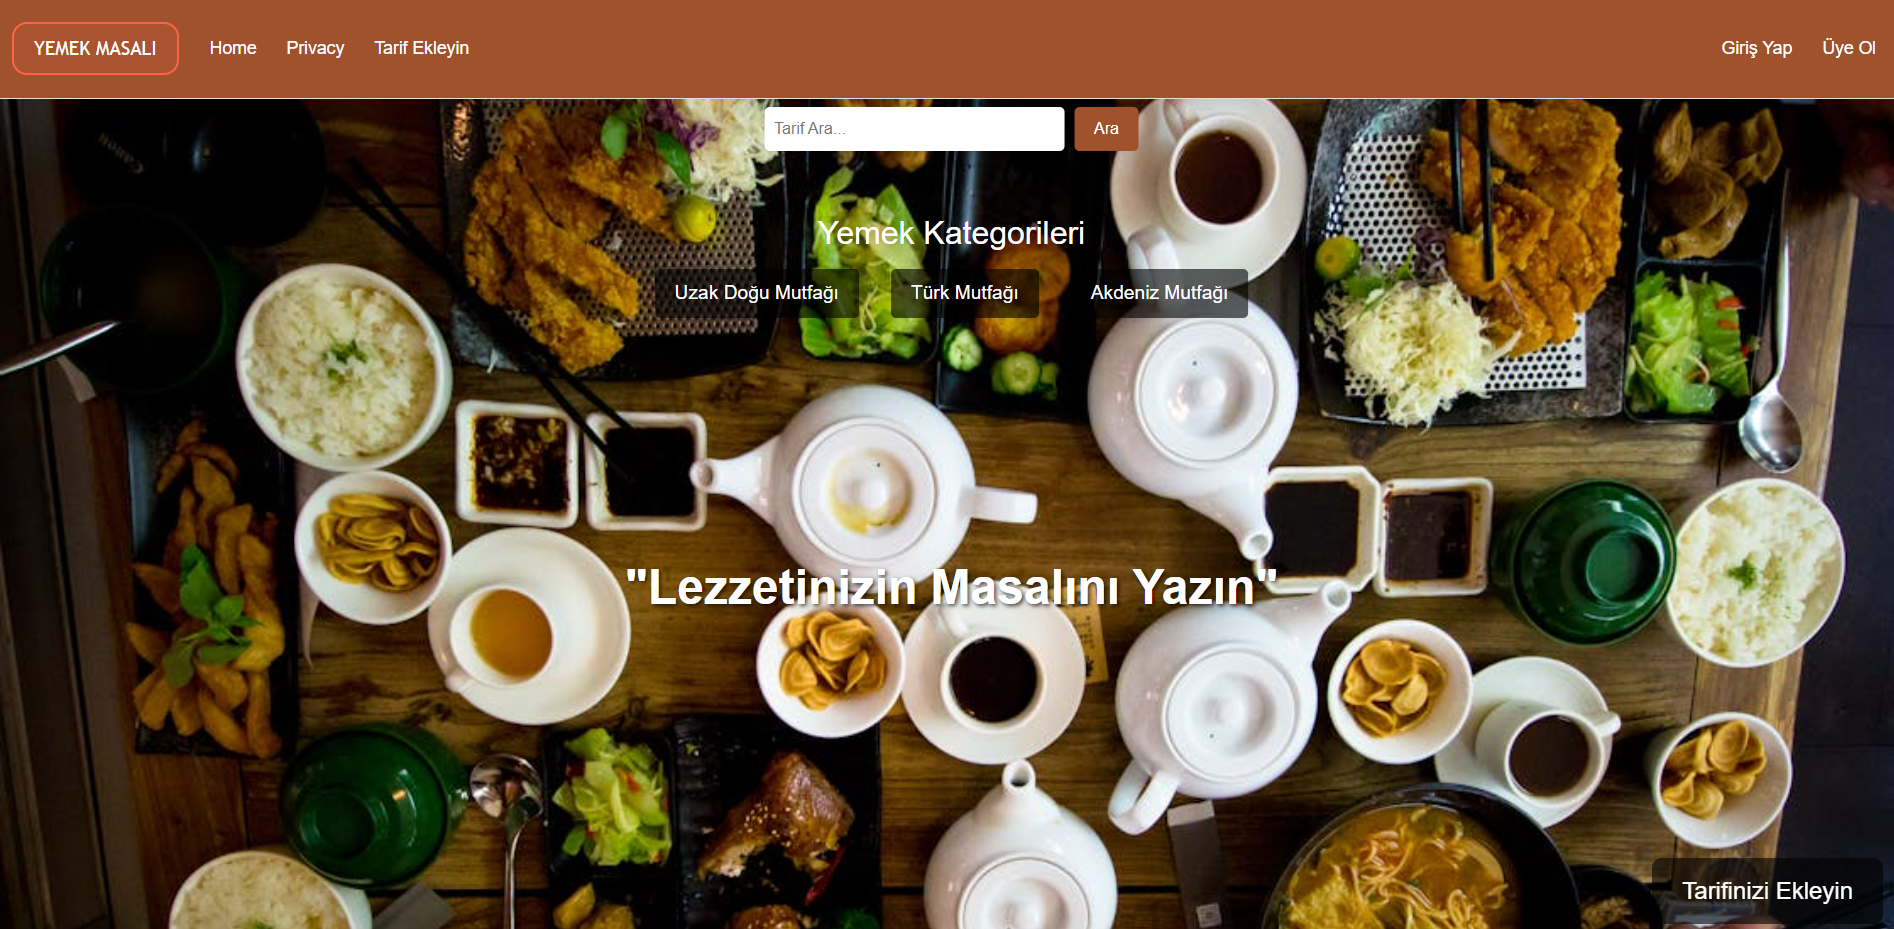 YEMEK MASALI
Home
Privacy
Tarif Ekleyin
Giriş Yap
Üye Ol
Tarif Ara...
Ara
Yemek Kategorileri
Uzak Doğu Mutfağı
Türk Mutfağı
Akdeniz Mutfağı
"Lezzetinizin Masalını Yazın"
Tarifinizi Ekleyin